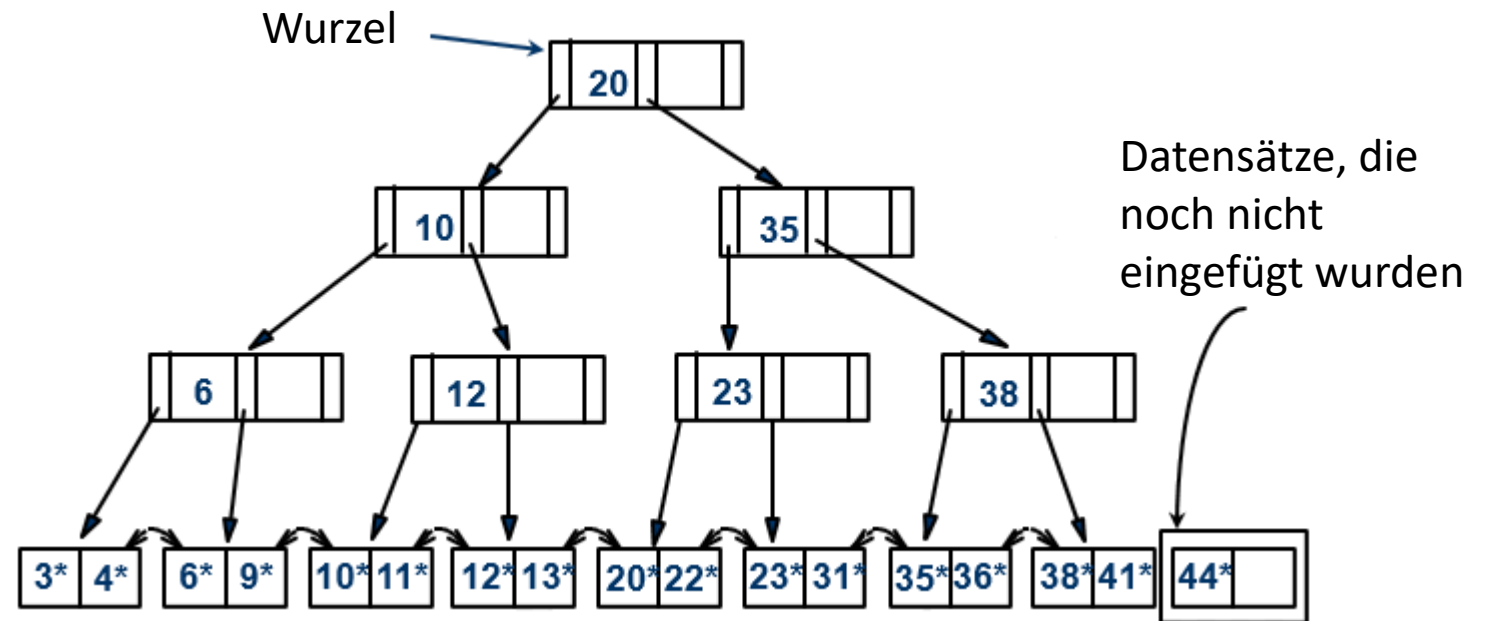 Wurzel
20
Datensätze, die
noch nicht
eingefügt wurden
10 35
6 12 23 38
3* 4* 6* 9* 10* 11* 12* 13* 20* 22* 23* 31* 35* 36* 38* 41* 44*